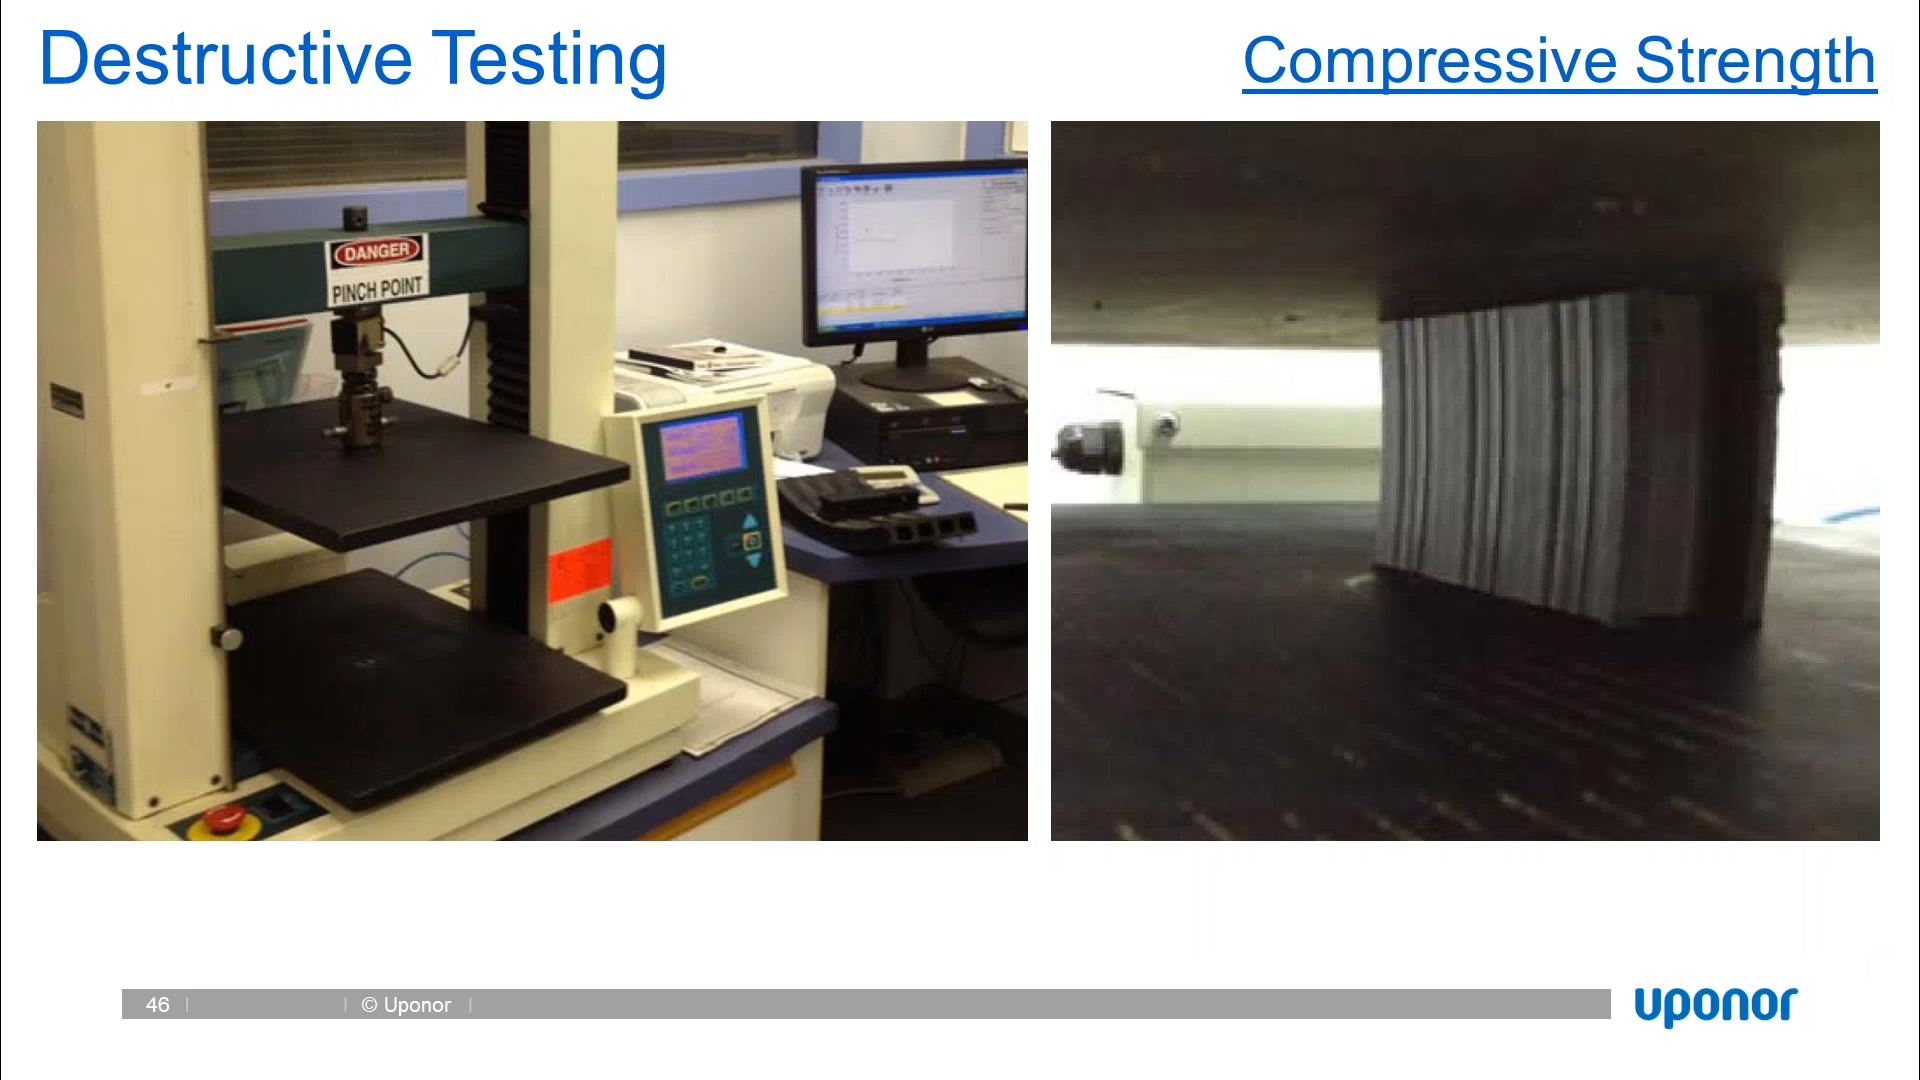 Destructive Testing
Compressive Strength
DANGER
PINCH POINT
46
© Uponor
uponor